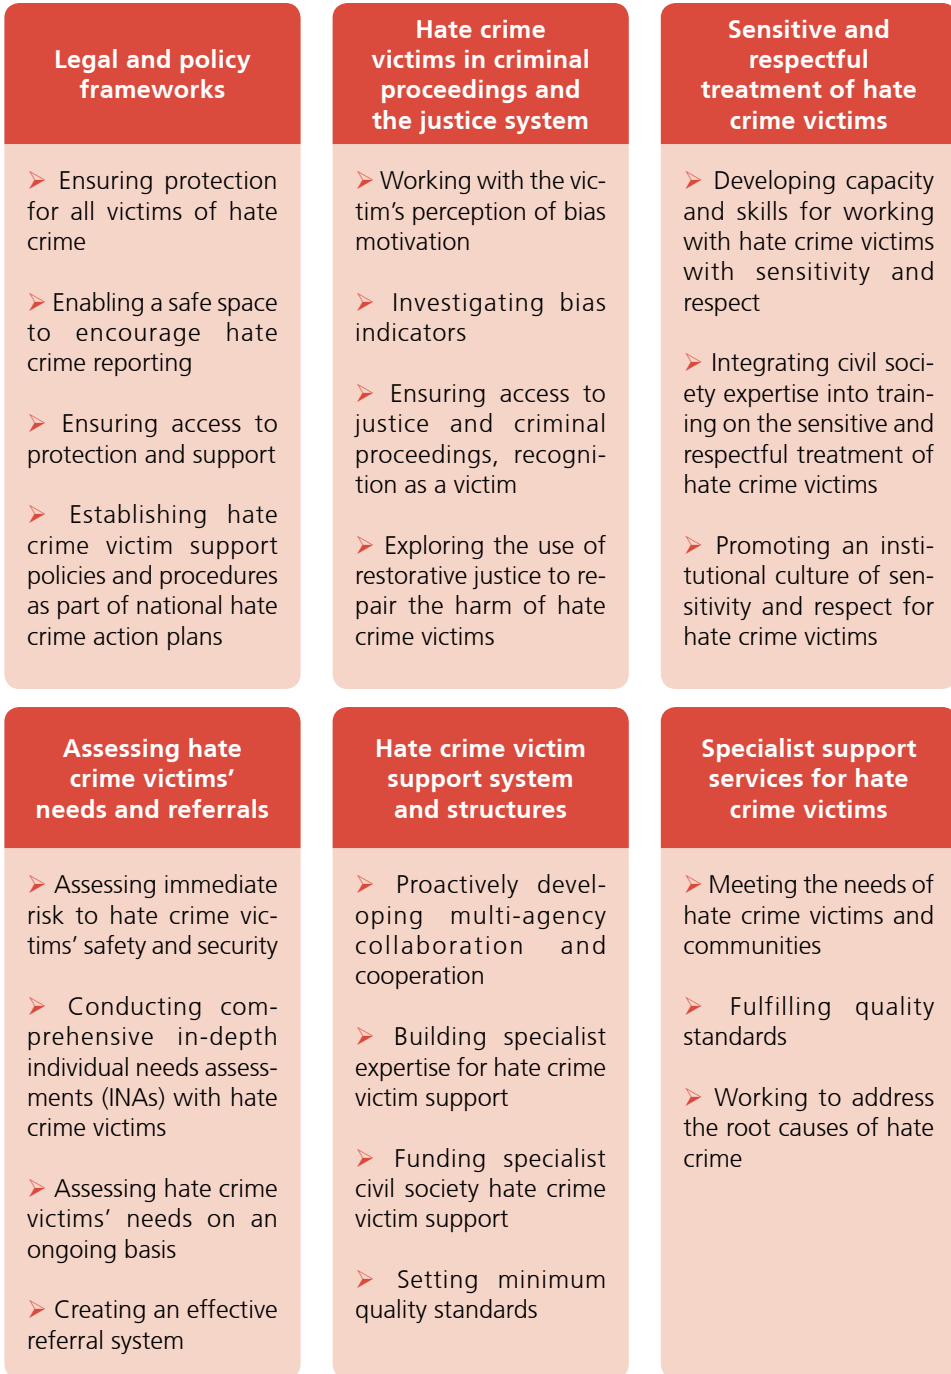 Legal and policy
frameworks
➢ Ensuring protection
for all victims of hate
crime
➢ Enabling a safe space
to encourage hate
crime reporting
➢ Ensuring access to
protection and support
➢ Establishing hate
crime victim support
policies and procedures
as part of national hate
crime action plans
Hate crime
victims in criminal
proceedings and
the justice system
➢ Working with the vic-
tim’s perception of bias
motivation
➢ Investigating bias
indicators
➢ Ensuring access to
justice and criminal
proceedings, recogni-
tion as a victim
➢ Exploring the use of
restorative justice to re-
pair the harm of hate
crime victims
Sensitive and
respectful
treatment of hate
crime victims
➢ Developing capacity
and skills for working
with hate crime victims
with sensitivity and
respect
➢ Integrating civil soci-
ety expertise into train-
ing on the sensitive and
respectful treatment of
hate crime victims
➢ Promoting an insti-
tutional culture of sen-
sitivity and respect for
hate crime victims
Assessing hate
crime victims’
needs and referrals
➢ Assessing immediate
risk to hate crime vic-
tims’ safety and security
➢ Conducting com-
prehensive in-depth
individual needs assess-
ments (INAs) with hate
crime victims
➢ Assessing hate crime
victims’ needs on an
ongoing basis
➢ Creating an effective
referral system
Hate crime victim
support system
and structures
➢ Proactively devel-
oping multi-agency
collaboration and
cooperation
➢ Building specialist
expertise for hate crime
victim support
➢ Funding specialist
civil society hate crime
victim support
➢ Setting minimum
quality standards
Specialist support
services for hate
crime victims
➢ Meeting the needs of
hate crime victims and
communities
➢ Fulfilling quality
standards
➢ Working to address
the root causes of hate
crime